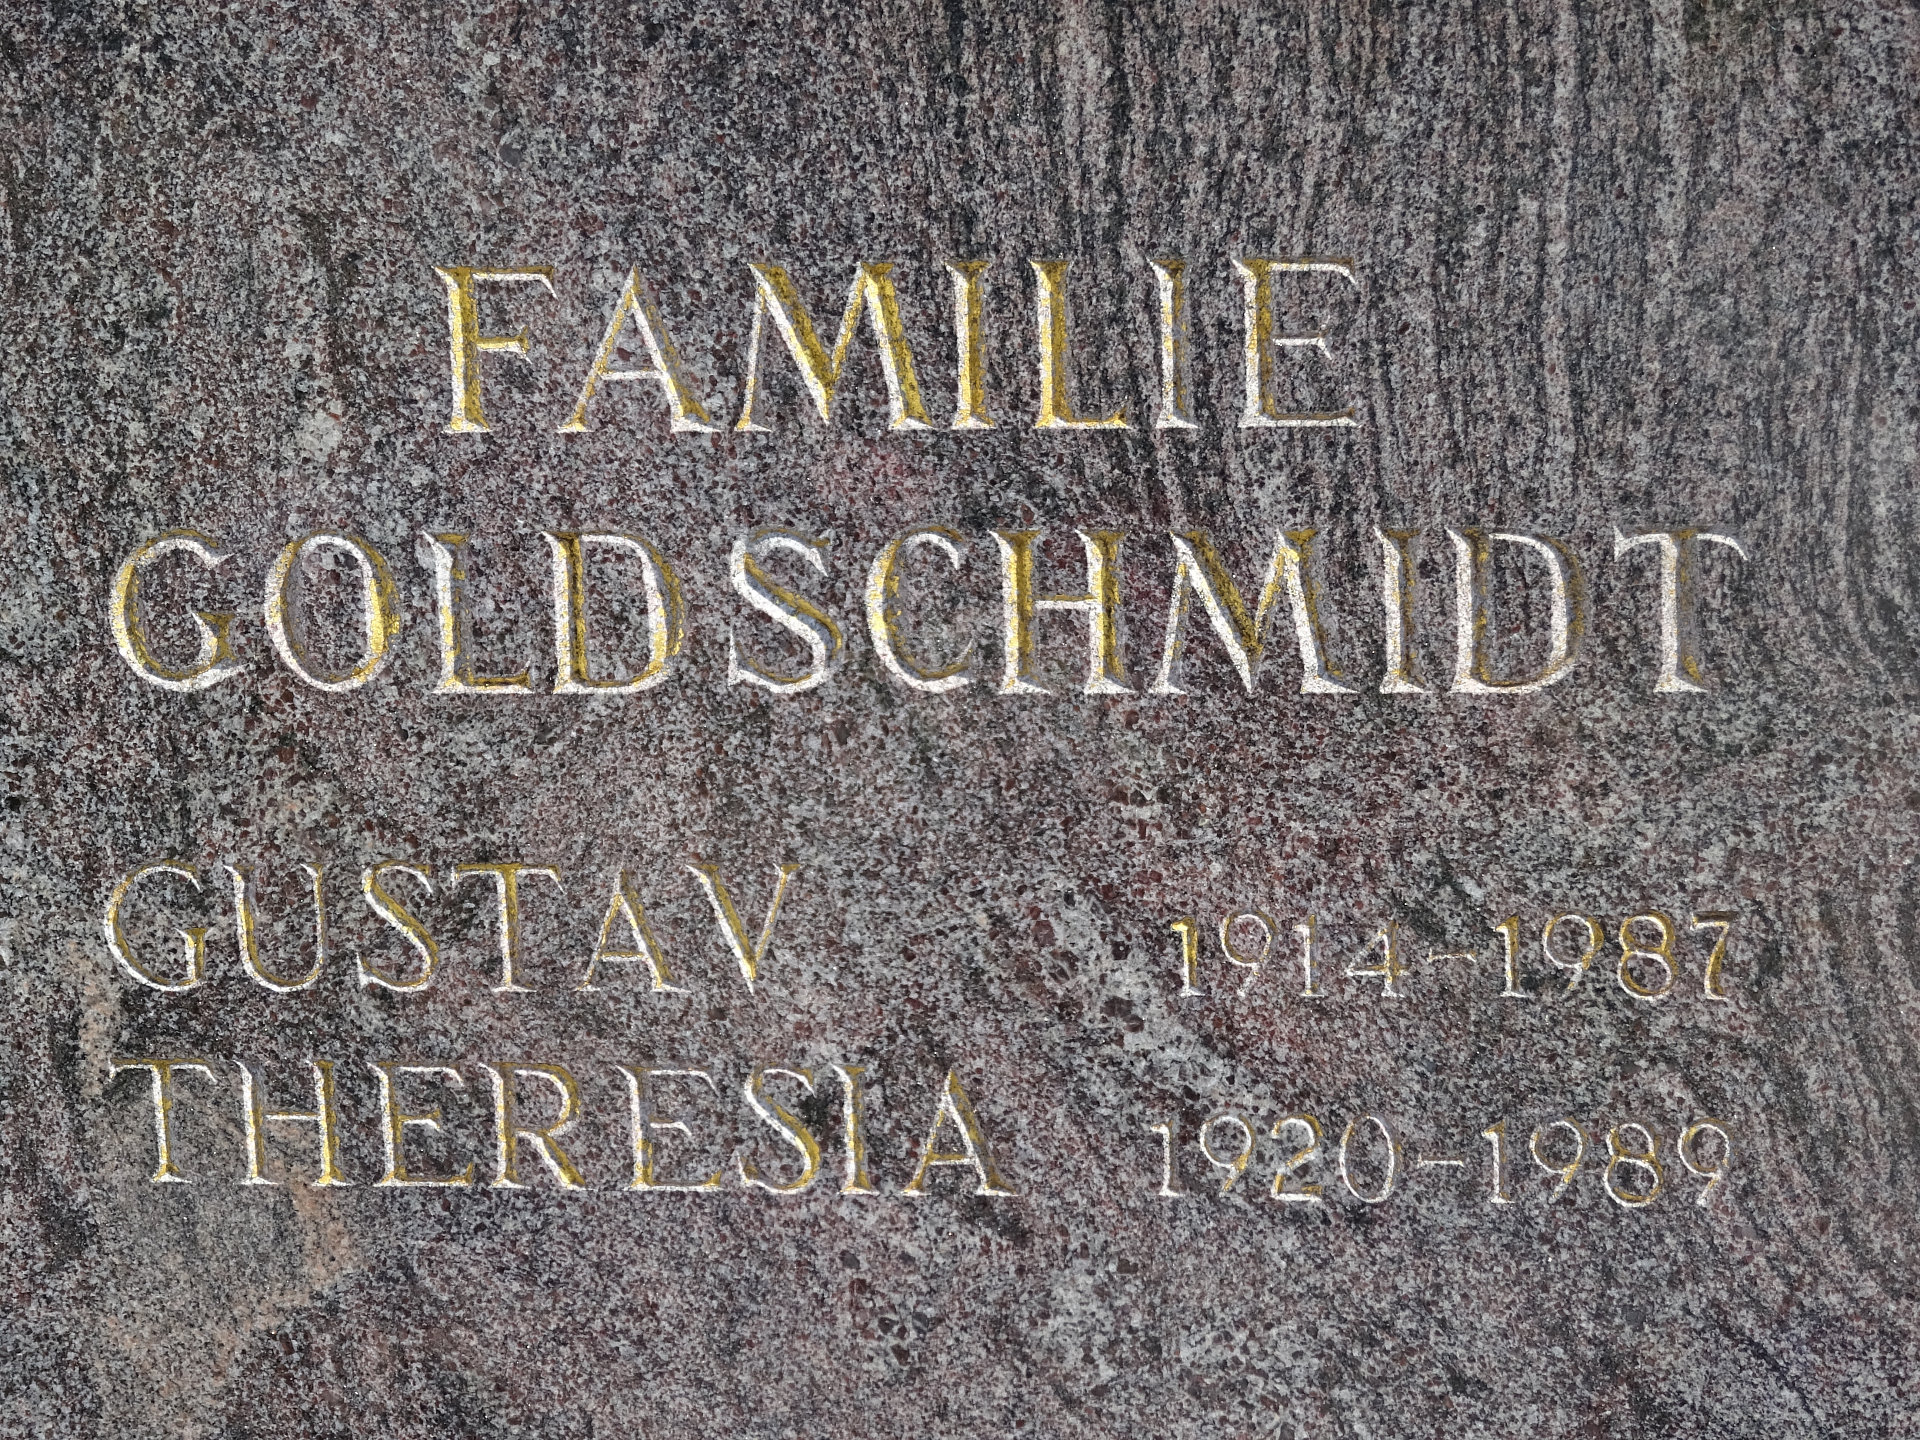 FAMILIE
GOLDSCHMIDT
GUSTAV 1914-1987
THERESIA 1920-1989